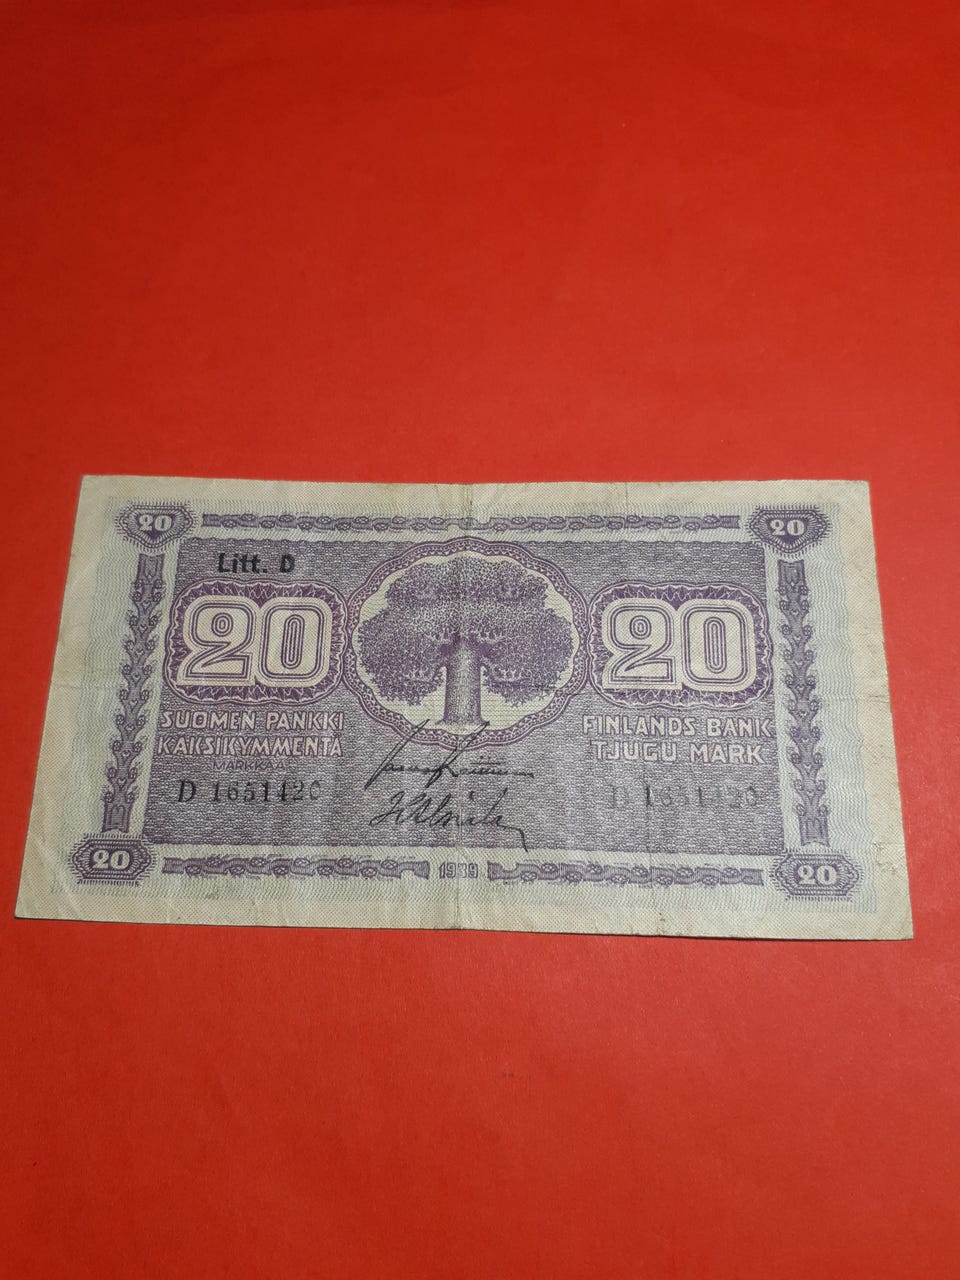 20 20
Litt. D
20 20
SUOMEN PANKKI
KAKSIKYMMENTÄ
MARKKAA
FINLANDS BANK
TJUGU MARK
D 1651420 D 1651420
20 1939 20